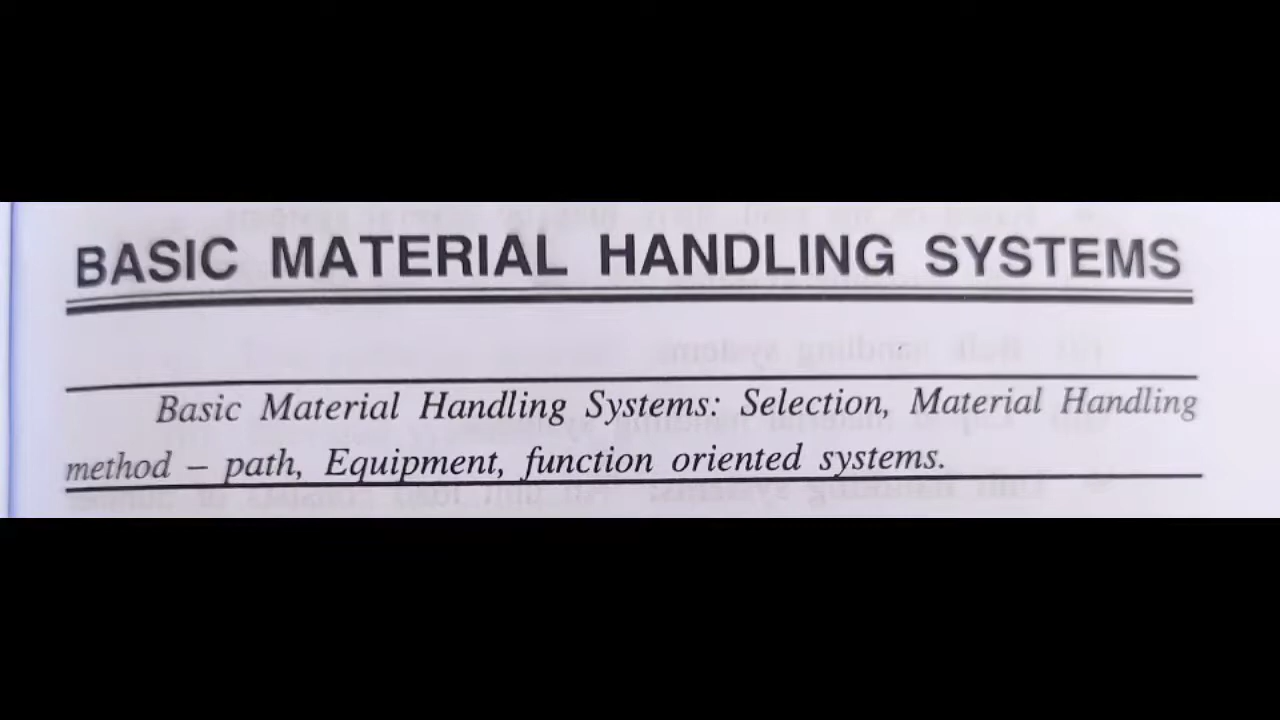 BASIC MATERIAL HANDLING SYSTEMS
Basic Material Handling Systems: Selection, Material Handling
method – path, Equipment, function oriented systems.